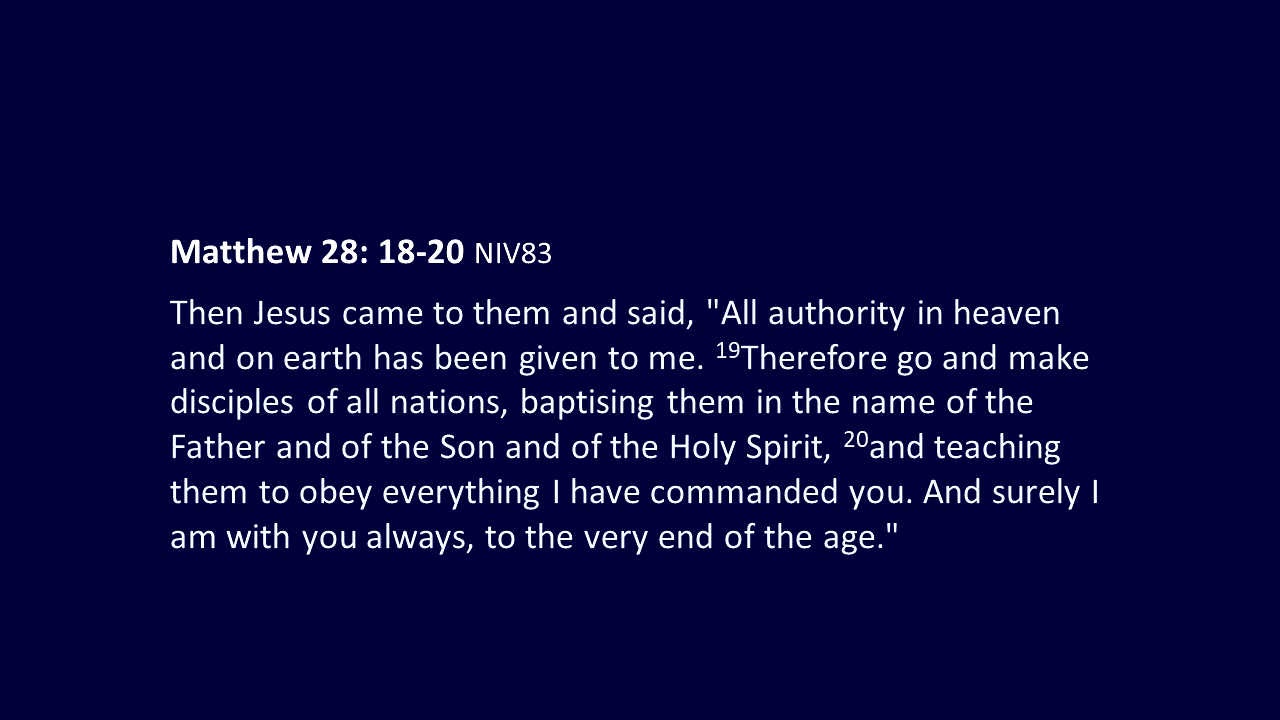 Matthew 28: 18-20 NIV83
Then Jesus came to them and said, "All authority in heaven
and on earth has been given to me. 19Therefore go and make
disciples of all nations, baptising them in the name of the
Father and of the Son and of the Holy Spirit, 20and teaching
them to obey everything I have commanded you. And surely I
am with you always, to the very end of the age."